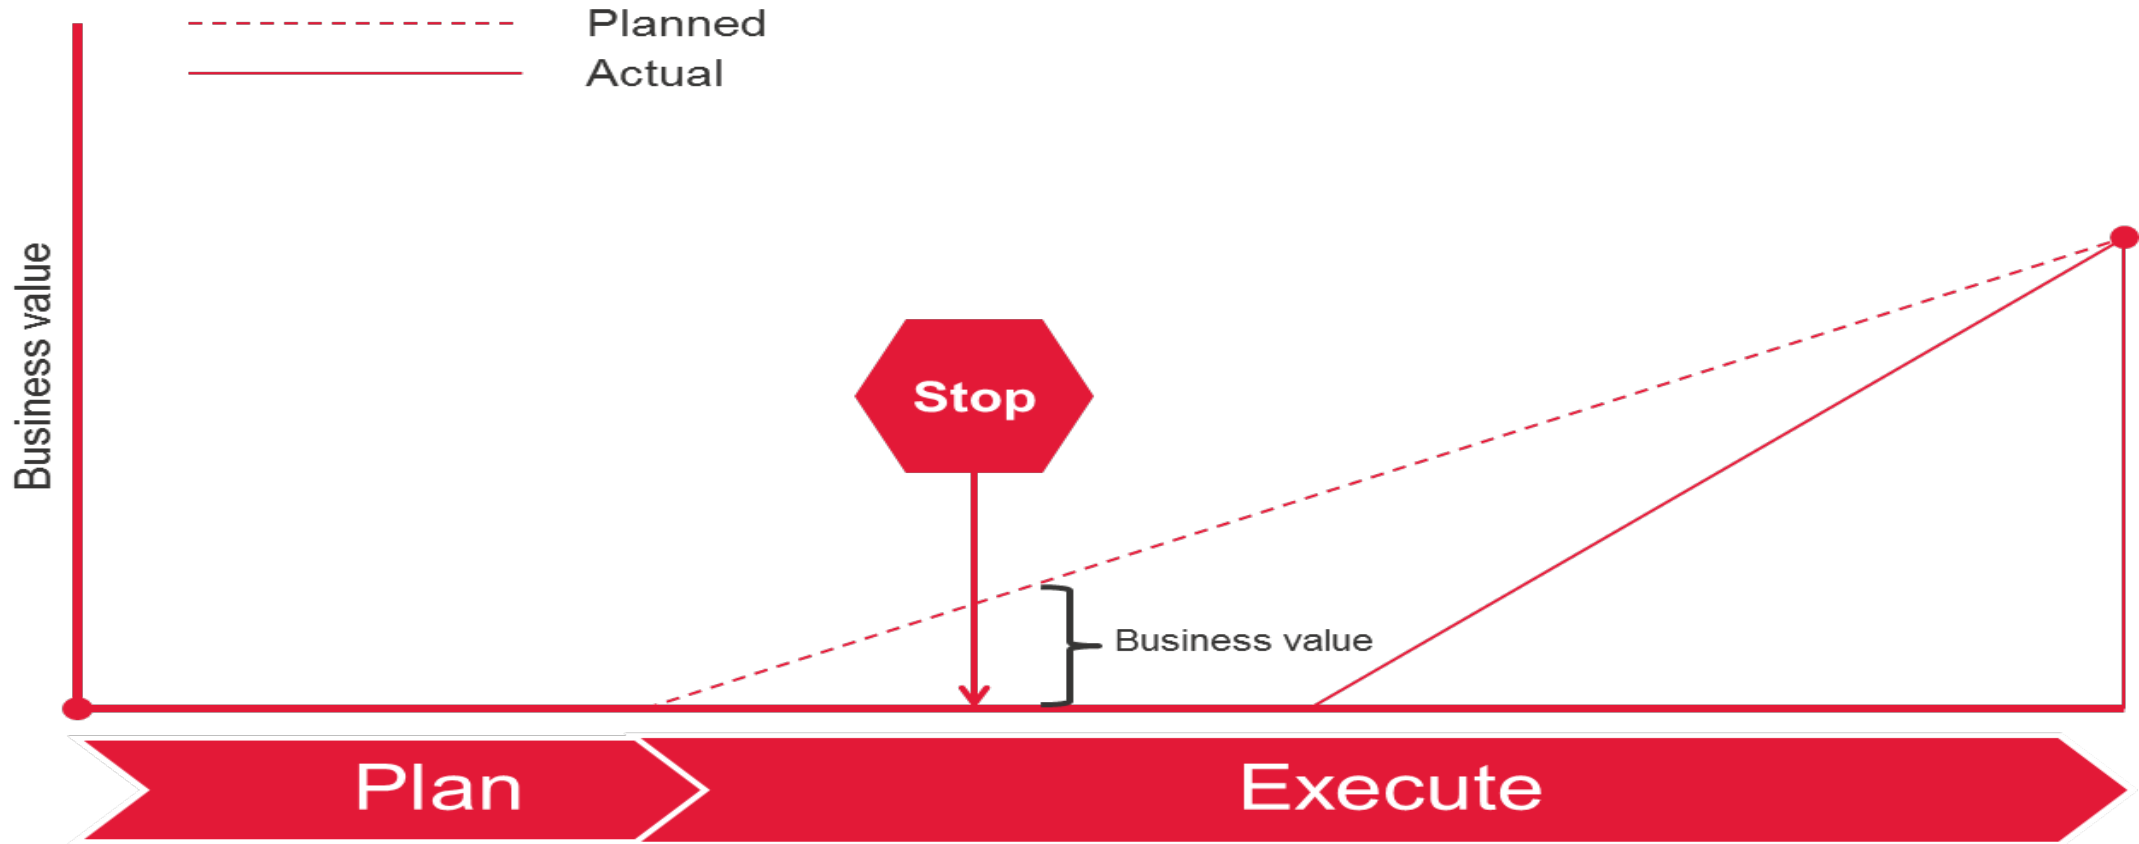 Planned
Actual
Business value
Stop
Business value
Plan
Execute